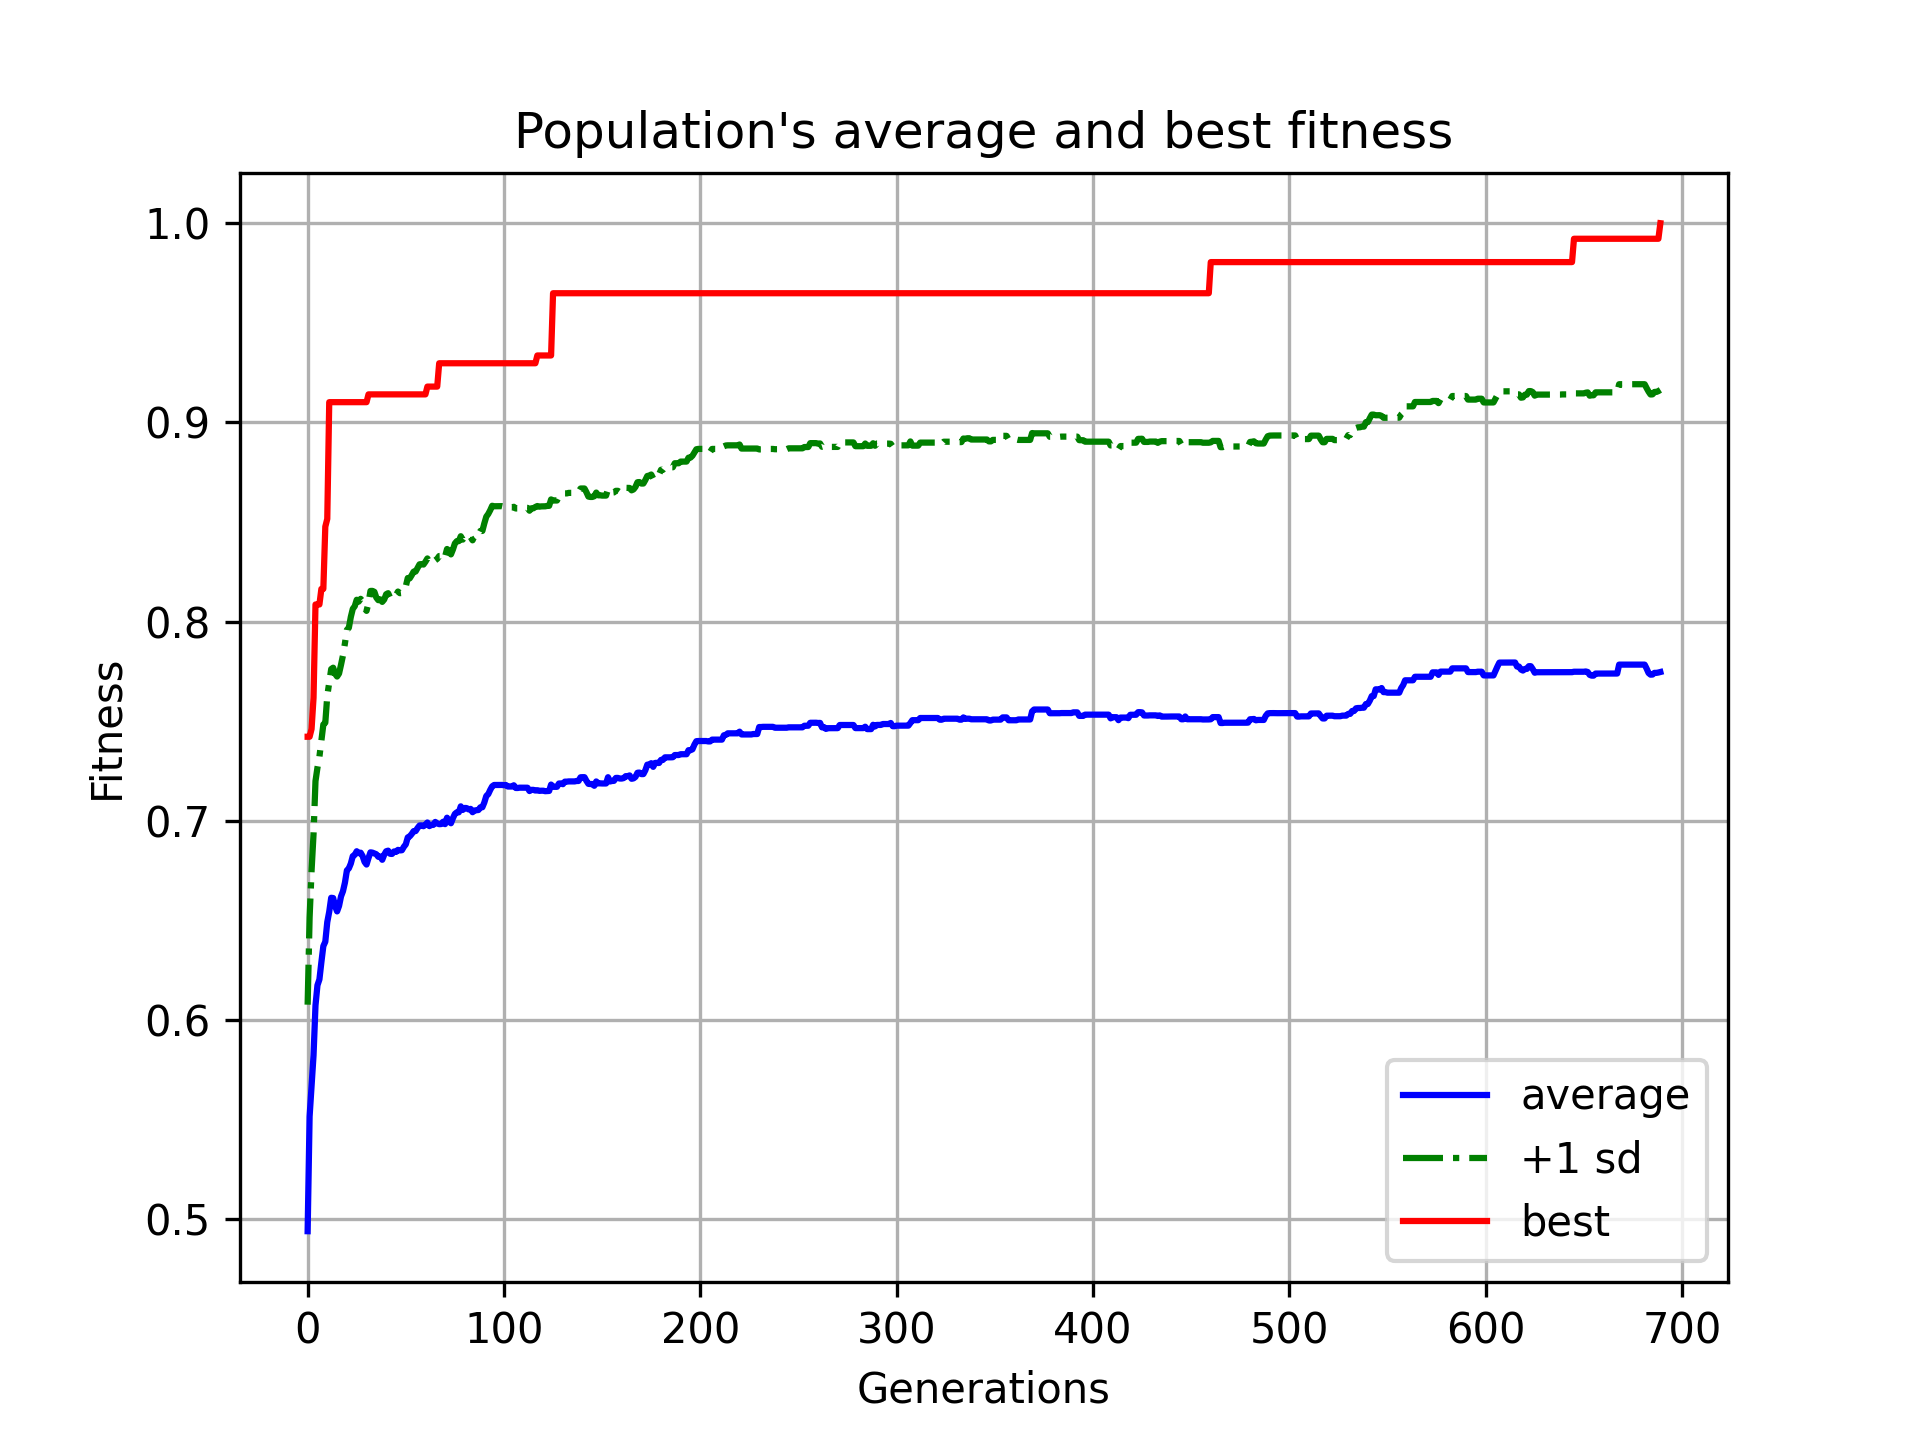 Population's average and best fitness
1.0
0.9
0.8
0.7
0.6
0.5
Fitness
average
+1 sd
best
0 100 200 300 400 500 600 700
Generations